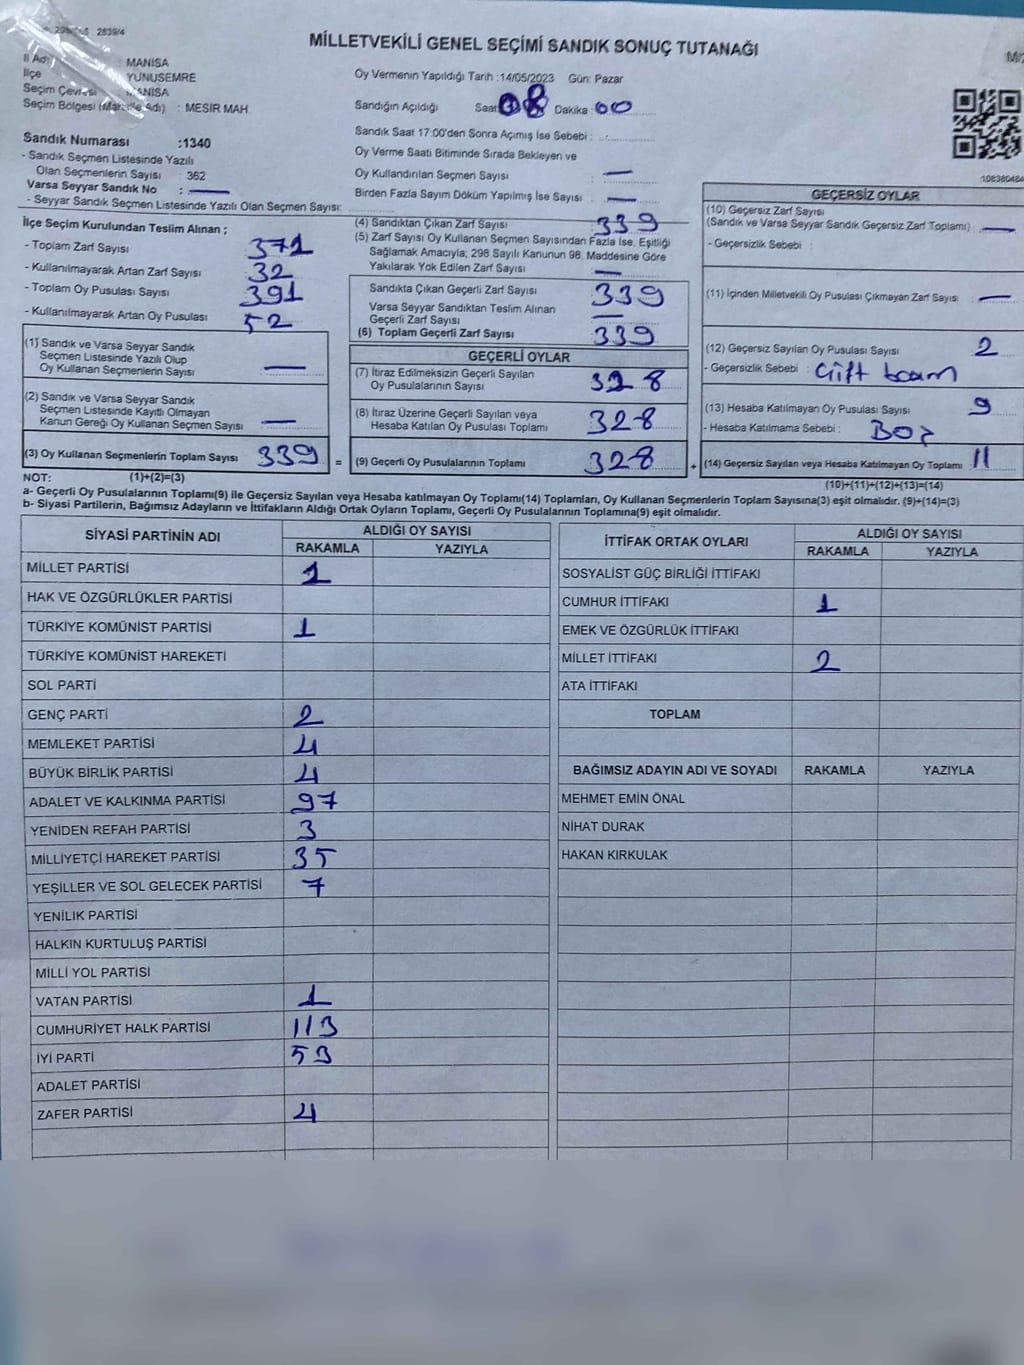 2839/4
MİLLETVEKİLİ GENEL SEÇİMİ SANDIK SONUÇ TUTANAĞI
İl Adı : MANİSA
İlçe : YUNUSEMRE
Seçim Çevresi : MANİSA
Seçim Bölgesi (Mahalle Adı) : MESİR MAH
Sandık Numarası :1340
- Sandık Seçmen Listesinde Yazılı
Olan Seçmenlerin Sayısı : 362
Varsa Seyyar Sandık No : —
- Seyyar Sandık Seçmen Listesinde Yazılı Olan Seçmen Sayısı:
İlçe Seçim Kurulundan Teslim Alınan ;
- Toplam Zarf Sayısı 371
- Kullanılmayarak Artan Zarf Sayısı 32
- Toplam Oy Pusulası Sayısı 391
- Kullanılmayarak Artan Oy Pusulası 52
(1) Sandık ve Varsa Seyyar Sandık
Seçmen Listesinde Yazılı Olup
Oy Kullanan Seçmenlerin Sayısı —
(2) Sandık ve Varsa Seyyar Sandık
Seçmen Listesinde Kayıtlı Olmayan
Kanun Gereği Oy Kullanan Seçmen Sayısı —
(3) Oy Kullanan Seçmenlerin Toplam Sayısı 339 =
Oy Vermenin Yapıldığı Tarih :14/05/2023 Gün: Pazar
Sandığın Açıldığı Saat 08 Dakika : 00
Sandık Saat 17:00'den Sonra Açılmış İse Sebebi :
Oy Verme Saati Bitiminde Sırada Bekleyen ve
Oy Kullandırılan Seçmen Sayısı : —
Birden Fazla Sayım Döküm Yapılmış İse Sayısı : —
(4) Sandıktan Çıkan Zarf Sayısı : 339
(5) Zarf Sayısı Oy Kullanan Seçmen Sayısından Fazla İse, Eşitliği
Sağlamak Amacıyla; 298 Sayılı Kanunun 98. Maddesine Göre
Yakılarak Yok Edilen Zarf Sayısı —
Sandıkta Çıkan Geçerli Zarf Sayısı : 339
Varsa Seyyar Sandıktan Teslim Alınan
Geçerli Zarf Sayısı —
(6) Toplam Geçerli Zarf Sayısı 339
GEÇERLİ OYLAR
(7) İtiraz Edilmeksizin Geçerli Sayılan
Oy Pusulalarının Sayısı : 328
(8) İtiraz Üzerine Geçerli Sayılan veya
Hesaba Katılan Oy Pusulası Toplamı 328
(9) Geçerli Oy Pusulalarının Toplamı 328 +
GEÇERSİZ OYLAR
(10) Geçersiz Zarf Sayısı
(Sandık ve Varsa Seyyar Sandık Geçersiz Zarf Toplamı) : —
- Geçersizlik Sebebi :
(11) İçinden Milletvekili Oy Pusulası Çıkmayan Zarf Sayısı : —
(12) Geçersiz Sayılan Oy Pusulası Sayısı 2
- Geçersizlik Sebebi :
(13) Hesaba Katılmayan Oy Pusulası Sayısı 9
- Hesaba Katılmama Sebebi : BOŞ
(14) Geçersiz Sayılan veya Hesaba Katılmayan Oy Toplamı 11
NOT: (1)+(2)=(3)
(10)+(11)+(12)+(13)=(14)
a- Geçerli Oy Pusulalarının Toplamı(9) ile Geçersiz Sayılan veya Hesaba katılmayan Oy Toplamı(14) Toplamları, Oy Kullanan Seçmenlerin Toplam Sayısına(3) eşit olmalıdır. (9)+(14)=(3)
b- Siyasi Partilerin, Bağımsız Adayların ve İttifakların Aldığı Ortak Oyların Toplamı, Geçerli Oy Pusulalarının Toplamına(9) eşit olmalıdır.
SİYASİ PARTİNİN ADI ALDIĞI OY SAYISI
RAKAMLA YAZIYLA
MİLLET PARTİSİ 1
HAK VE ÖZGÜRLÜKLER PARTİSİ
TÜRKİYE KOMÜNİST PARTİSİ 1
TÜRKİYE KOMÜNİST HAREKETİ
SOL PARTİ
GENÇ PARTİ 2
MEMLEKET PARTİSİ 4
BÜYÜK BİRLİK PARTİSİ 4
ADALET VE KALKINMA PARTİSİ 97
YENİDEN REFAH PARTİSİ 3
MİLLİYETÇİ HAREKET PARTİSİ 35
YEŞİLLER VE SOL GELECEK PARTİSİ 7
YENİLİK PARTİSİ
HALKIN KURTULUŞ PARTİSİ
MİLLİ YOL PARTİSİ
VATAN PARTİSİ 1
CUMHURİYET HALK PARTİSİ 113
İYİ PARTİ 53
ADALET PARTİSİ
ZAFER PARTİSİ 4
İTTİFAK ORTAK OYLARI ALDIĞI OY SAYISI
RAKAMLA YAZIYLA
SOSYALİST GÜÇ BİRLİĞİ İTTİFAKI
CUMHUR İTTİFAKI 1
EMEK VE ÖZGÜRLÜK İTTİFAKI
MİLLET İTTİFAKI 2
ATA İTTİFAKI
TOPLAM
BAĞIMSIZ ADAYIN ADI VE SOYADI RAKAMLA YAZIYLA
MEHMET EMİN ÖNAL
NİHAT DURAK
HAKAN KIRKULAK